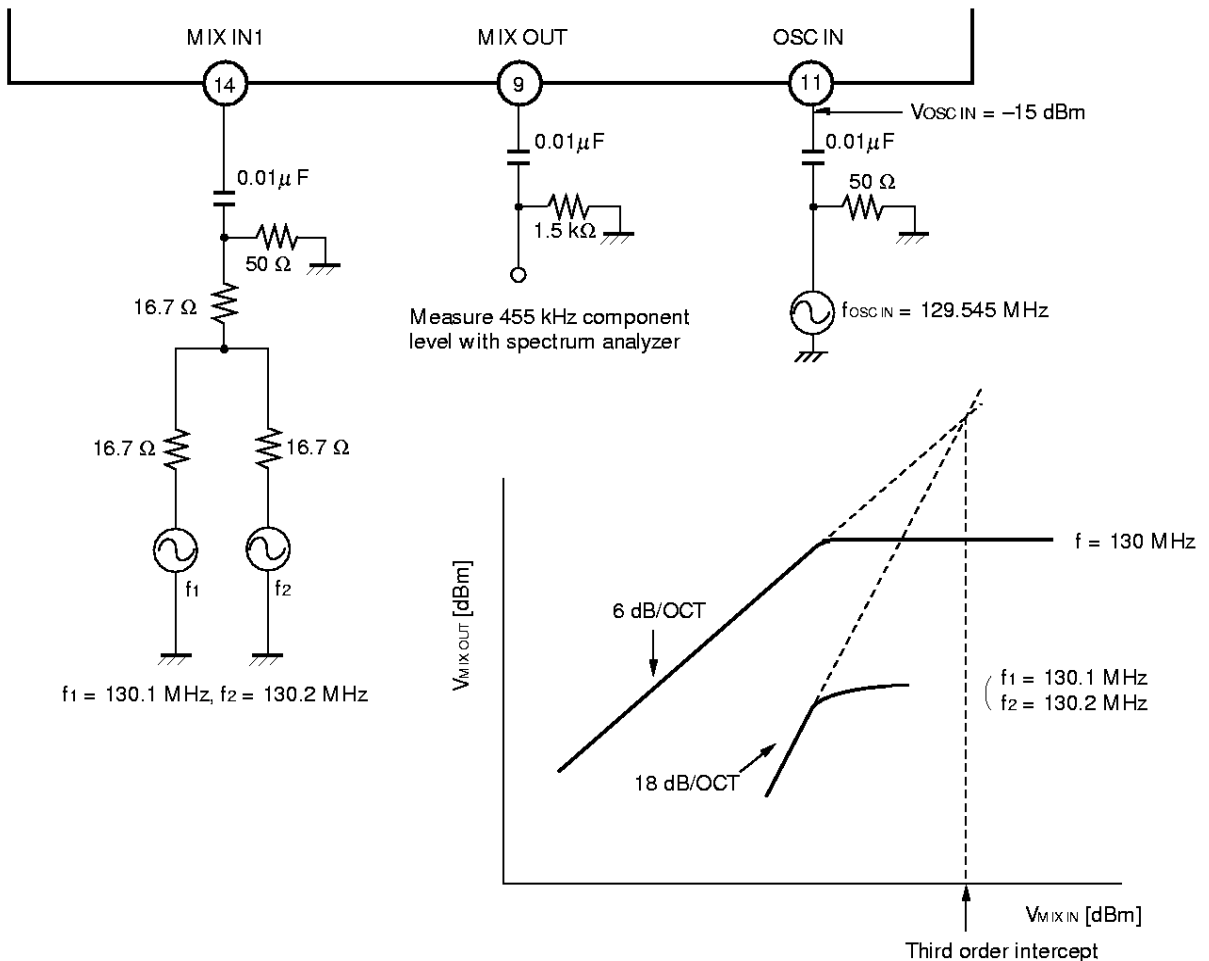 MIX IN1
MIX OUT
OSC IN
14
9
11
VOSC IN = –15 dBm
0.01µF
0.01µF
0.01µF
50 Ω
1.5 kΩ
50 Ω
16.7 Ω
Measure 455 kHz component
level with spectrum analyzer
fOSC IN = 129.545 MHz
16.7 Ω
16.7 Ω
f1
f2
f1 = 130.1 MHz, f2 = 130.2 MHz
VMIX OUT [dBm]
f = 130 MHz
6 dB/OCT
f1 = 130.1 MHz
f2 = 130.2 MHz
18 dB/OCT
VMIX IN [dBm]
Third order intercept